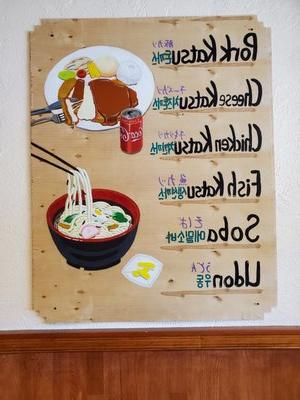 Pork Katsu
豚カツ
돈까스
Cheese Katsu
チーズカツ
치즈돈까스
Chicken Katsu
チキンカツ
치킨까스
Fish Katsu
魚カツ
생선까스
Soba
そば
메밀소바
Udon
うどん
우동
Coca-Cola